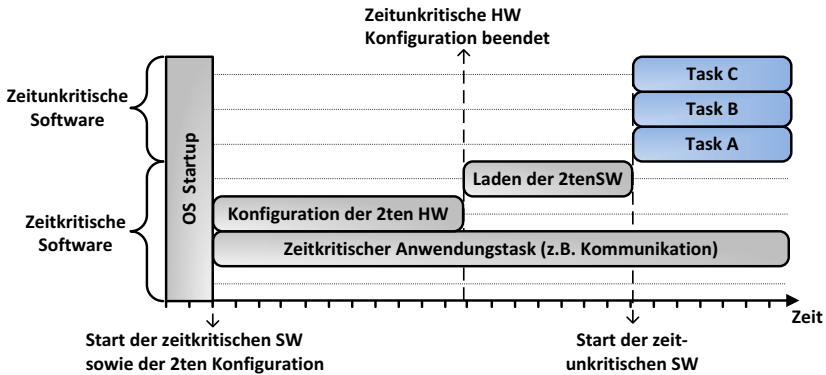 Zeitunkritische HW
Konfiguration beendet
Zeitunkritische
Software
Task C
Task B
Task A
OS Startup
Laden der 2tenSW
Zeitkritische
Software
Konfiguration der 2ten HW
Zeitkritischer Anwendungstask (z.B. Kommunikation)
Zeit
Start der zeitkritischen SW
sowie der 2ten Konfiguration
Start der zeit-
unkritischen SW